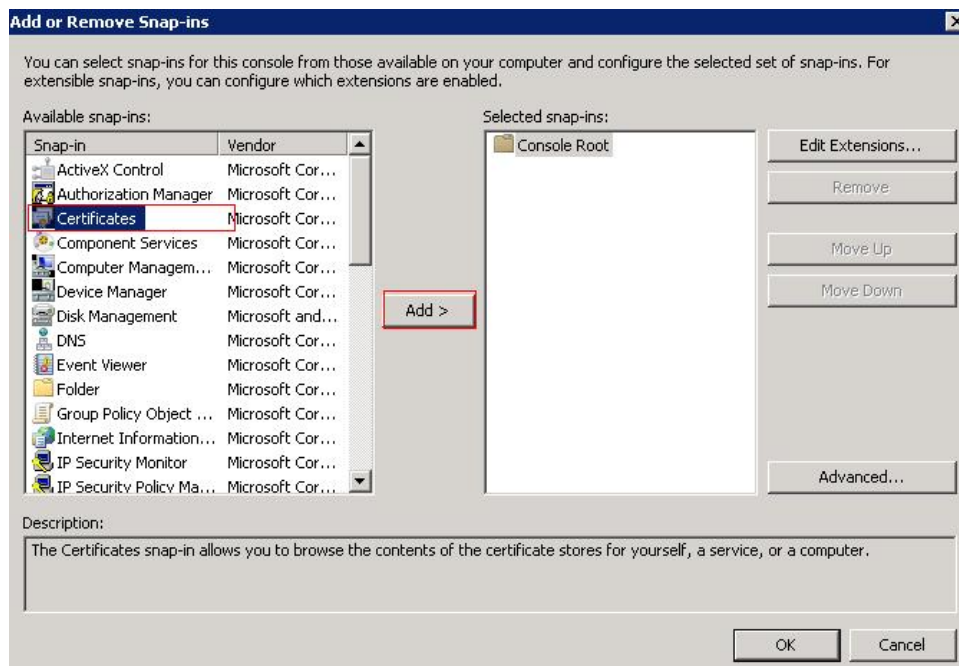 Add or Remove Snap-ins
You can select snap-ins for this console from those available on your computer and configure the selected set of snap-ins. For
extensible snap-ins, you can configure which extensions are enabled.
Available snap-ins:
Snap-in Vendor
ActiveX Control Microsoft Cor...
Authorization Manager Microsoft Cor...
Certificates Microsoft Cor...
Component Services Microsoft Cor...
Computer Managem... Microsoft Cor...
Device Manager Microsoft Cor...
Disk Management Microsoft and...
DNS Microsoft Cor...
Event Viewer Microsoft Cor...
Folder Microsoft Cor...
Group Policy Object ... Microsoft Cor...
Internet Information... Microsoft Cor...
IP Security Monitor Microsoft Cor...
IP Security Policy Ma... Microsoft Cor...
Add >
Selected snap-ins:
Console Root
Edit Extensions...
Remove
Move Up
Move Down
Advanced...
Description:
The Certificates snap-in allows you to browse the contents of the certificate stores for yourself, a service, or a computer.
OK
Cancel